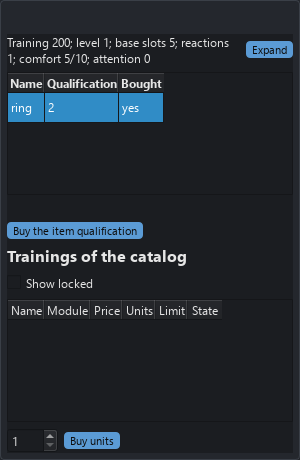 Training 200; level 1; base slots 5; reactions
1; comfort 5/10; attention 0
Expand
Name Qualification Bought
ring 2 yes
Buy the item qualification
Trainings of the catalog
Show locked
Name Module Price Units Limit State
1 Buy units